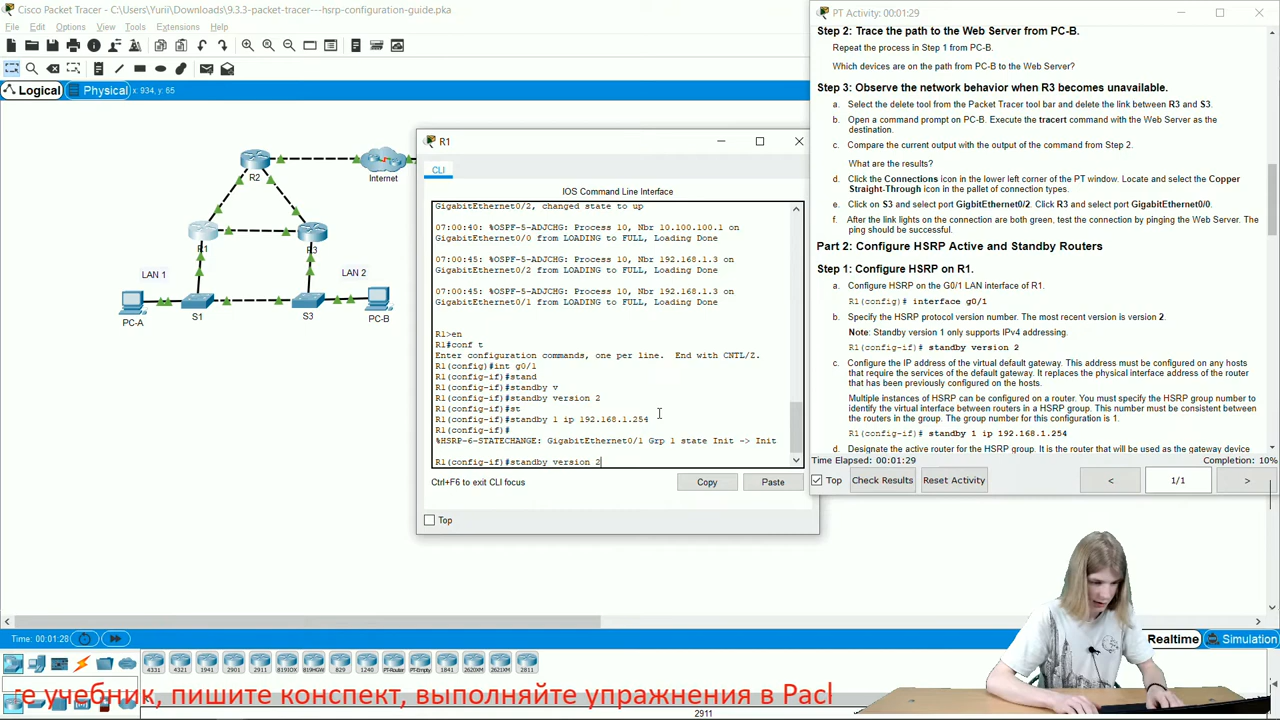 Cisco Packet Tracer - C:\Users\Yurii\Downloads\9.3.3-packet-tracer---hsrp-configuration-guide.pka
File Edit Options View Tools Extensions Window Help
Logical Physical x: 934, y: 65
R2
Internet
R1
R3
LAN 1
LAN 2
S1
S3
PC-A
PC-B
R1
CLI
IOS Command Line Interface
GigabitEthernet0/2, changed state to up
07:00:40: %OSPF-5-ADJCHG: Process 10, Nbr 10.100.100.1 on
GigabitEthernet0/0 from LOADING to FULL, Loading Done
07:00:45: %OSPF-5-ADJCHG: Process 10, Nbr 192.168.1.3 on
GigabitEthernet0/2 from LOADING to FULL, Loading Done
07:00:45: %OSPF-5-ADJCHG: Process 10, Nbr 192.168.1.3 on
GigabitEthernet0/1 from LOADING to FULL, Loading Done
R1>en
R1#conf t
Enter configuration commands, one per line. End with CNTL/Z.
R1(config)#int g0/1
R1(config-if)#stand
R1(config-if)#standby v
R1(config-if)#standby version 2
R1(config-if)#st
R1(config-if)#standby 1 ip 192.168.1.254
R1(config-if)#
%HSRP-6-STATECHANGE: GigabitEthernet0/1 Grp 1 state Init -> Init
R1(config-if)#standby version 2
Ctrl+F6 to exit CLI focus
Copy Paste
Top
PT Activity: 00:01:29
Step 2: Trace the path to the Web Server from PC-B.
Repeat the process in Step 1 from PC-B.
Which devices are on the path from PC-B to the Web Server?
Step 3: Observe the network behavior when R3 becomes unavailable.
a. Select the delete tool from the Packet Tracer tool bar and delete the link between R3 and S3.
b. Open a command prompt on PC-B. Execute the tracert command with the Web Server as the
destination.
c. Compare the current output with the output of the command from Step 2.
What are the results?
d. Click the Connections icon in the lower left corner of the PT window. Locate and select the Copper
Straight-Through icon in the pallet of connection types.
e. Click on S3 and select port GigbitEthernet0/2. Click R3 and select port GigabitEthernet0/0.
f. After the link lights on the connection are both green, test the connection by pinging the Web Server. The
ping should be successful.
Part 2: Configure HSRP Active and Standby Routers
Step 1: Configure HSRP on R1.
a. Configure HSRP on the G0/1 LAN interface of R1.
R1(config)# interface g0/1
b. Specify the HSRP protocol version number. The most recent version is version 2.
Note: Standby version 1 only supports IPv4 addressing.
R1(config-if)# standby version 2
c. Configure the IP address of the virtual default gateway. This address must be configured on any hosts
that require the services of the default gateway. It replaces the physical interface address of the router
that has been previously configured on the hosts.
Multiple instances of HSRP can be configured on a router. You must specify the HSRP group number to
identify the virtual interface between routers in a HSRP group. This number must be consistent between
the routers in the group. The group number for this configuration is 1.
R1(config-if)# standby 1 ip 192.168.1.254
d. Designate the active router for the HSRP group. It is the router that will be used as the gateway device
Time Elapsed: 00:01:29 Completion: 10%
Top Check Results Reset Activity < 1/1 >
Time: 00:01:28
Realtime Simulation
4331 4321 1941 2901 2911 819IOX 819HGW 829 1240 PT-Router PT-Empty 1841 2620XM 2621XM 2811
е учебник, пишите конспект, выполняйте упражнения в Pacl
2911